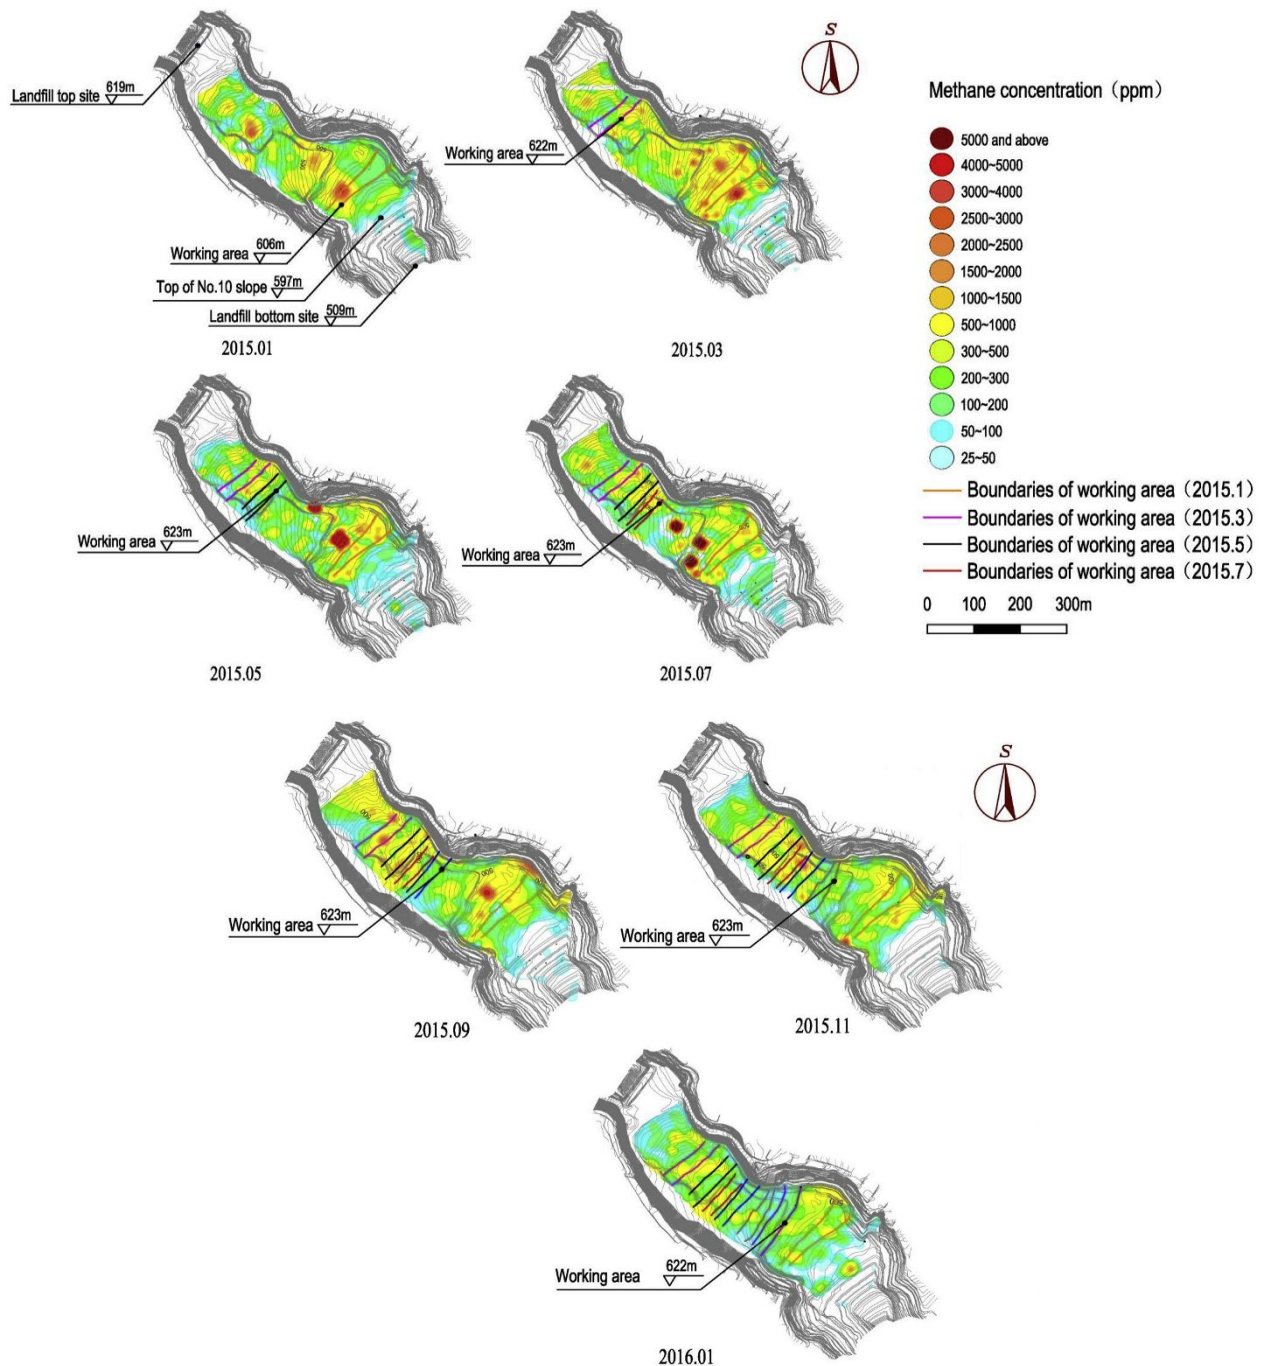 S
Methane concentration（ppm）
5000 and above
4000~5000
3000~4000
2500~3000
2000~2500
1500~2000
1000~1500
500~1000
300~500
200~300
100~200
50~100
25~50
Boundaries of working area（2015.1）
Boundaries of working area（2015.3）
Boundaries of working area（2015.5）
Boundaries of working area（2015.7）
0 100 200 300m
Landfill top site 619m
Working area 606m
Top of No.10 slope 597m
Landfill bottom site 509m
2015.01
Working area 622m
2015.03
Working area 623m
2015.05
Working area 623m
2015.07
S
Working area 623m
2015.09
Working area 623m
2015.11
Working area 622m
2016.01